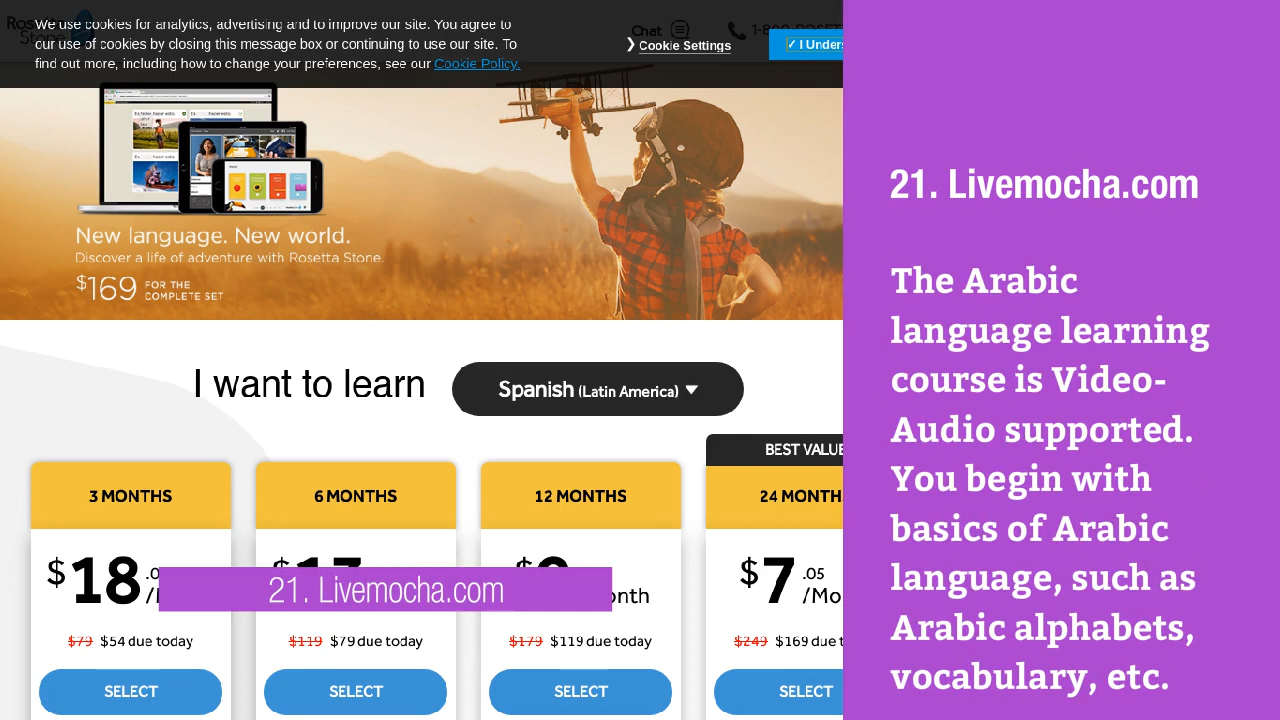 We use cookies for analytics, advertising and to improve our site. You agree to
our use of cookies by closing this message box or continuing to use our site. To
find out more, including how to change your preferences, see our Cookie Policy.
Chat
❯ Cookie Settings
✓ I Unders
New language. New world.
Discover a life of adventure with Rosetta Stone.
$169 FOR THE
COMPLETE SET
I want to learn
Spanish (Latin America) ▼
BEST VALUE
3 MONTHS
6 MONTHS
12 MONTHS
24 MONTH
$18 .0
$7 .05
/Mo
onth
21. Livemocha.com
$79 $54 due today
$119 $79 due today
$179 $119 due today
$249 $169 due t
SELECT
SELECT
SELECT
SELECT
21. Livemocha.com
The Arabic
language learning
course is Video-
Audio supported.
You begin with
basics of Arabic
language, such as
Arabic alphabets,
vocabulary, etc.